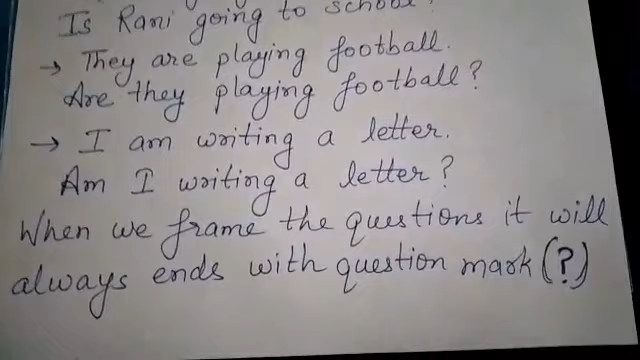 Is Rani going to school?
→ They are playing football.
Are they playing football?
→ I am writing a letter.
Am I writing a letter?
When we frame the questions it will
always ends with question mark (?)